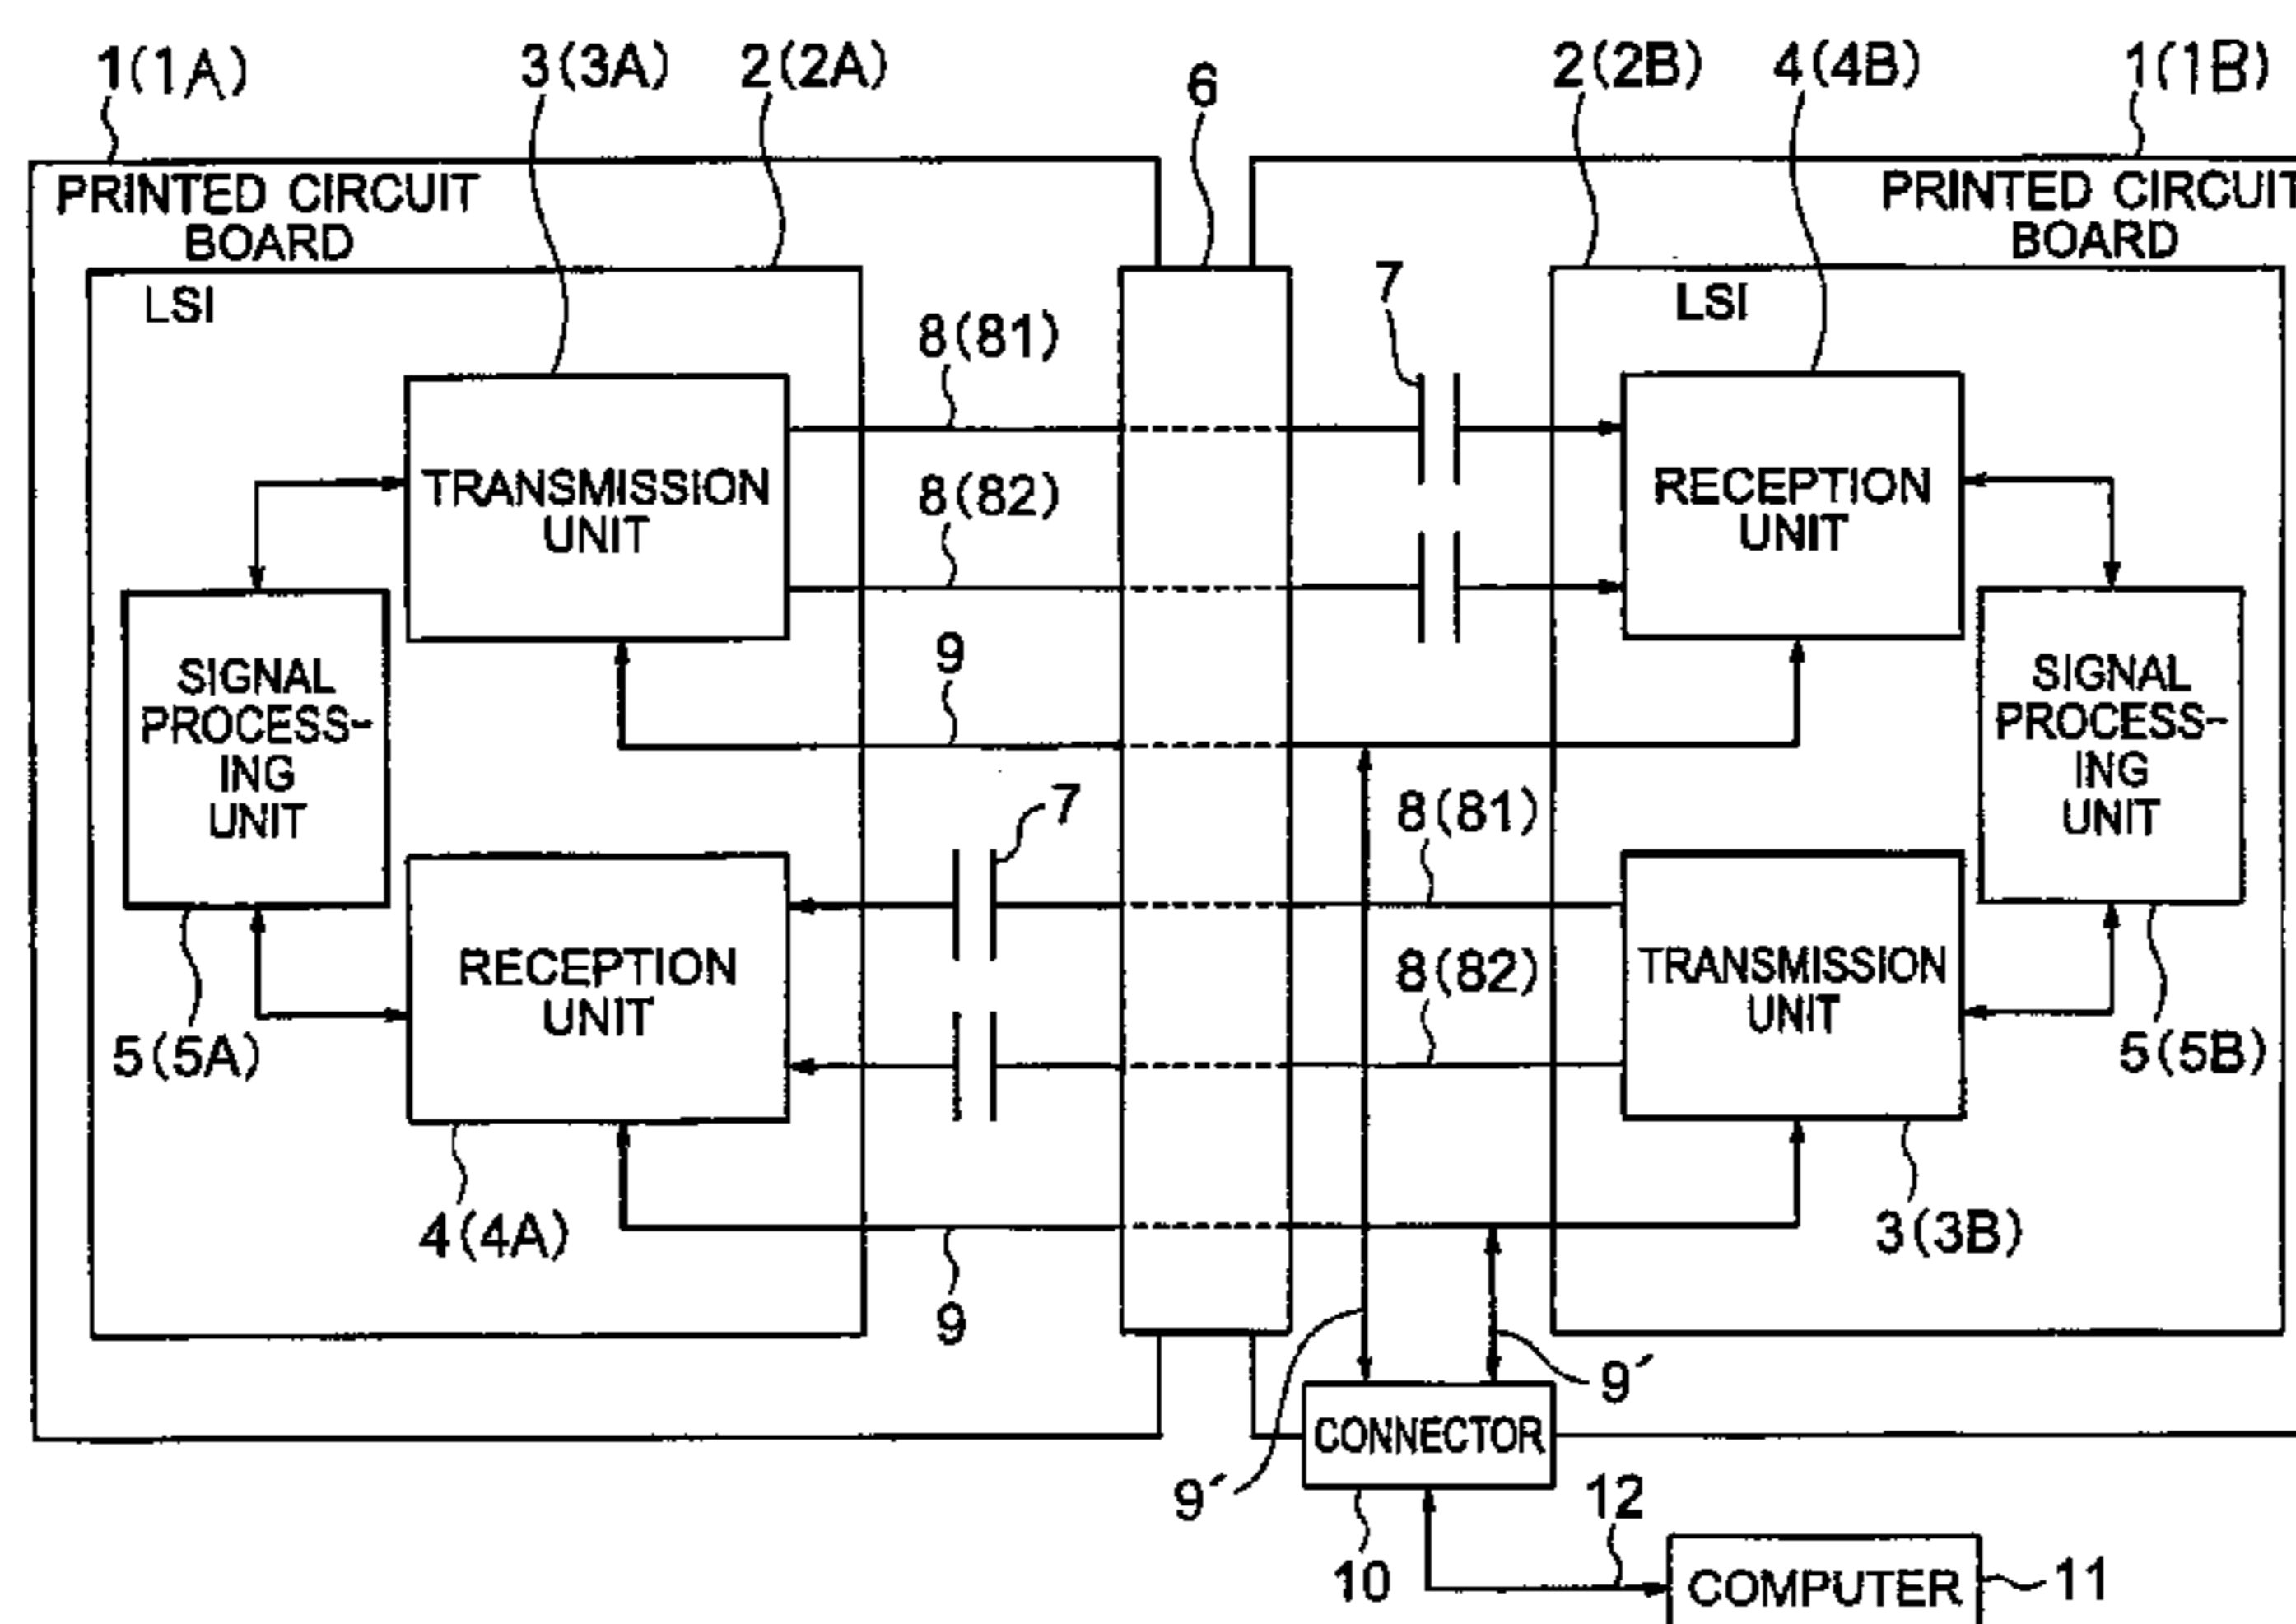 1(1A)
3(3A)
2(2A)
6
2(2B)
4(4B)
1(1B)
PRINTED CIRCUIT
BOARD
PRINTED CIRCUIT
BOARD
LSI
LSI
7
8(81)
TRANSMISSION
UNIT
8(82)
RECEPTION
UNIT
9
SIGNAL
PROCESS-
ING
UNIT
SIGNAL
PROCESS-
ING
UNIT
7
8(81)
RECEPTION
UNIT
8(82)
TRANSMISSION
UNIT
5(5A)
5(5B)
4(4A)
3(3B)
9
9´
CONNECTOR
9´
10
12
COMPUTER
11